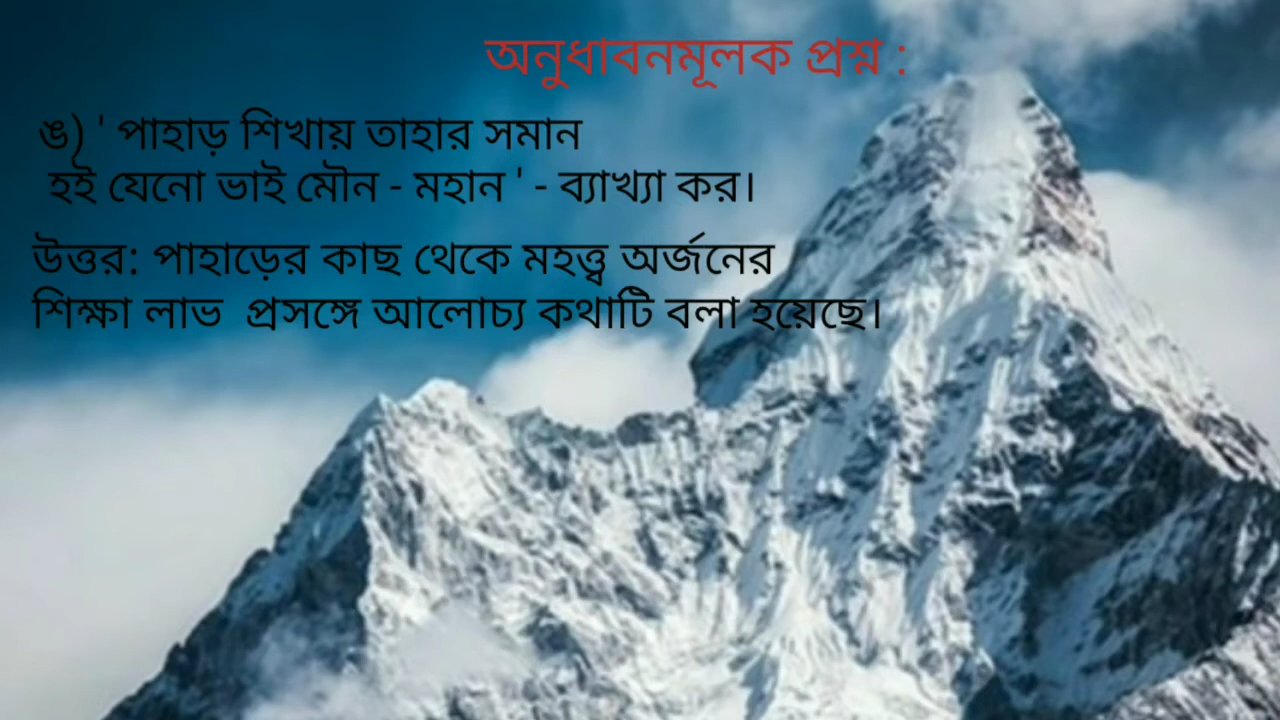 অনুধাবনমূলক প্রশ্ন :
ঙ) ' পাহাড় শিখায় তাহার সমান
হই যেনো ভাই মৌন - মহান ' - ব্যাখ্যা কর।
উত্তর: পাহাড়ের কাছ থেকে মহত্ত্ব অর্জনের
শিক্ষা লাভ প্রসঙ্গে আলোচ্য কথাটি বলা হয়েছে।